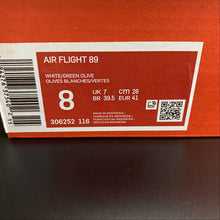 AIR FLIGHT 89
WHITE/GREEN OLIVE
OLIVES BLANCHES/VERTES
8
UK 7 CM 26
BR 39.5 EUR 41
306252 116